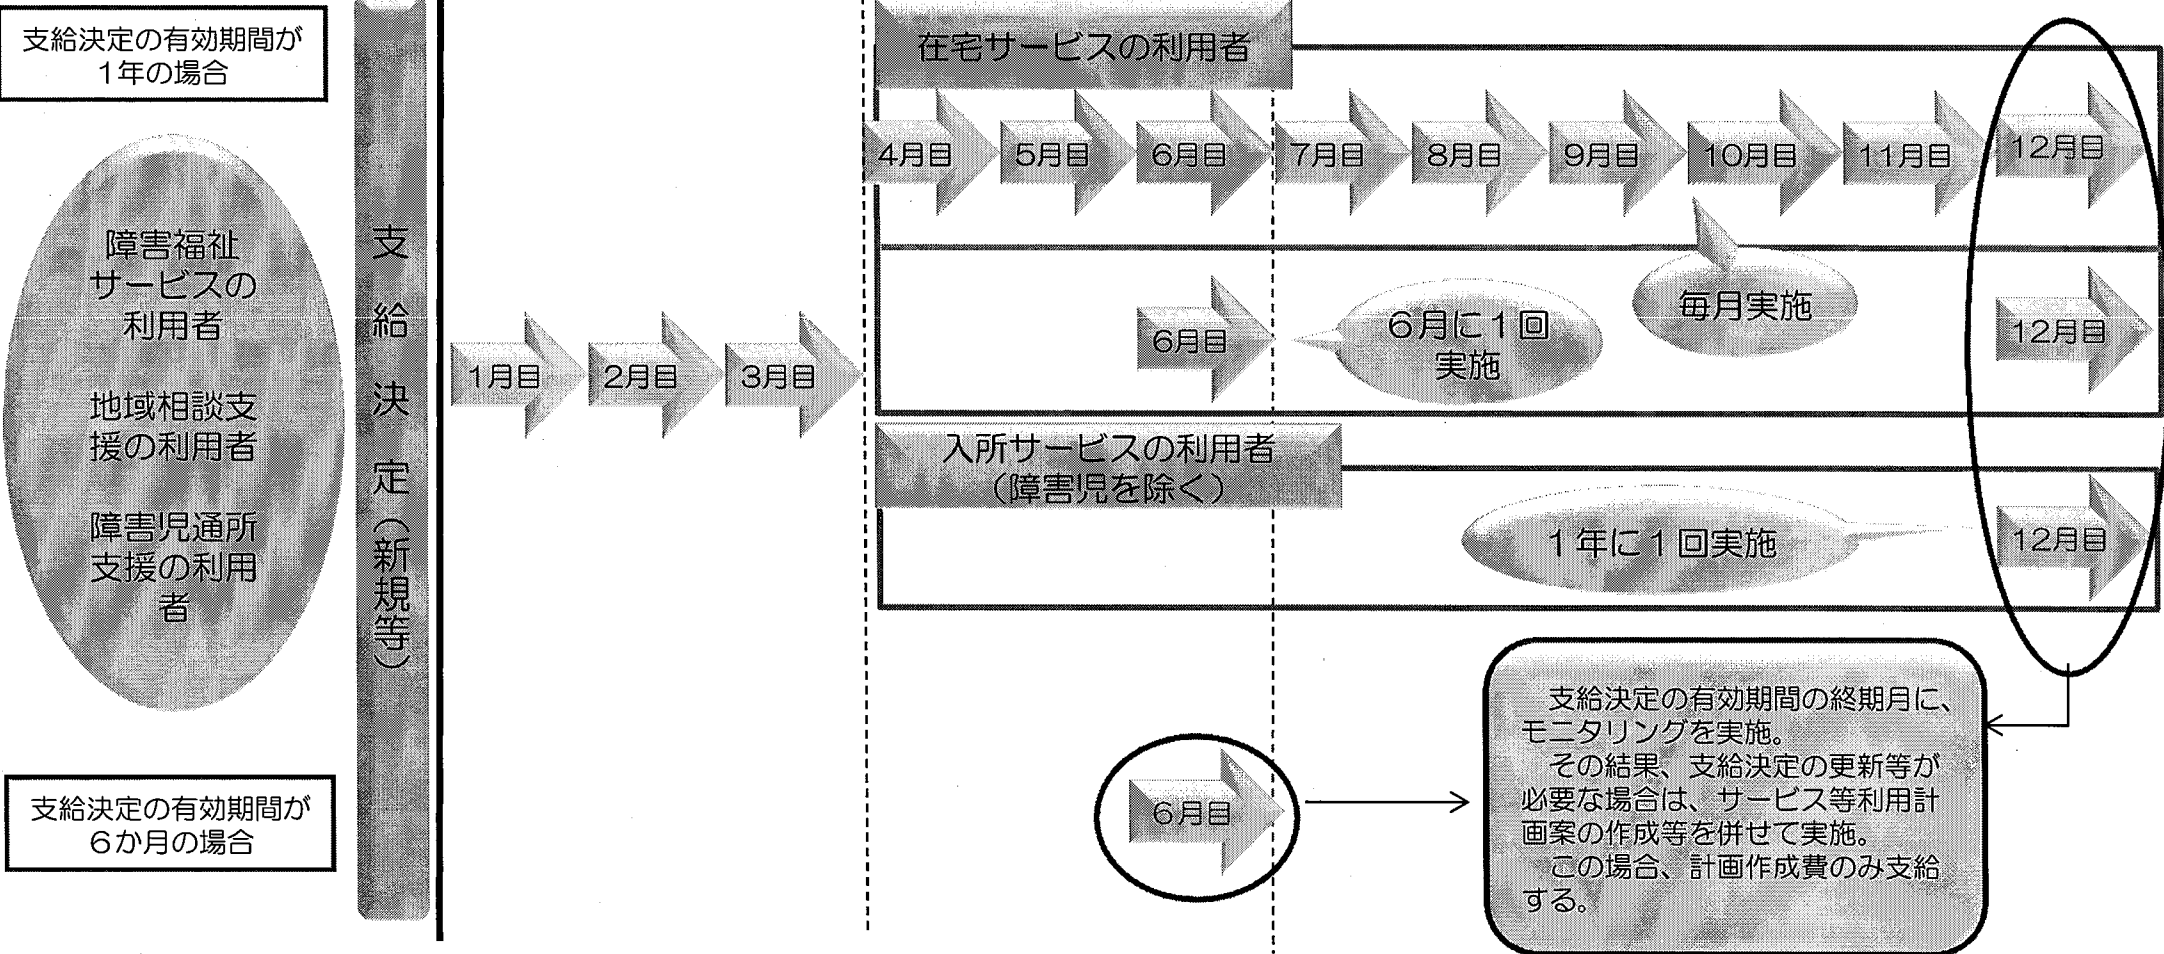 支給決定の有効期間が
1年の場合
障害福祉
サービスの
利用者
地域相談支
援の利用者
障害児通所
支援の利用
者
支給決定の有効期間が
6か月の場合
支給決定(新規等)
1月目
2月目
3月目
在宅サービスの利用者
4月目
5月目
6月目
7月目
8月目
9月目
10月目
11月目
12月目
毎月実施
6月目
6月に1回
実施
12月目
入所サービスの利用者
(障害児を除く)
1年に1回実施
12月目
6月目
支給決定の有効期間の終期月に、
モニタリングを実施。
その結果、支給決定の更新等が
必要な場合は、サービス等利用計
画案の作成等を併せて実施。
この場合、計画作成費のみ支給
する。